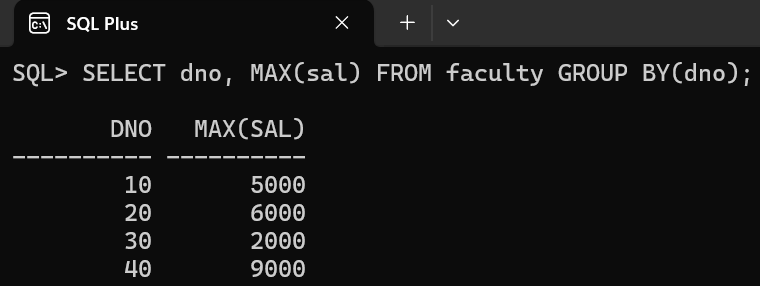 SQL Plus
SQL> SELECT dno, MAX(sal) FROM faculty GROUP BY(dno);
DNO MAX(SAL)
---------- ----------
10 5000
20 6000
30 2000
40 9000